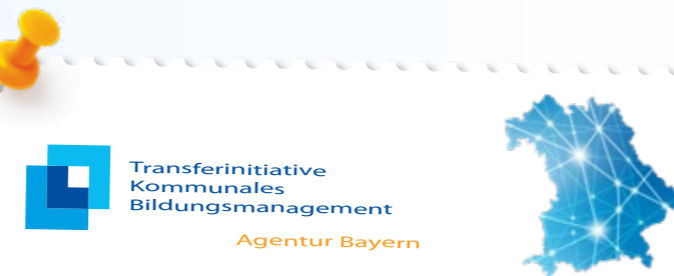 Transferinitiative
Kommunales
Bildungsmanagement
Agentur Bayern